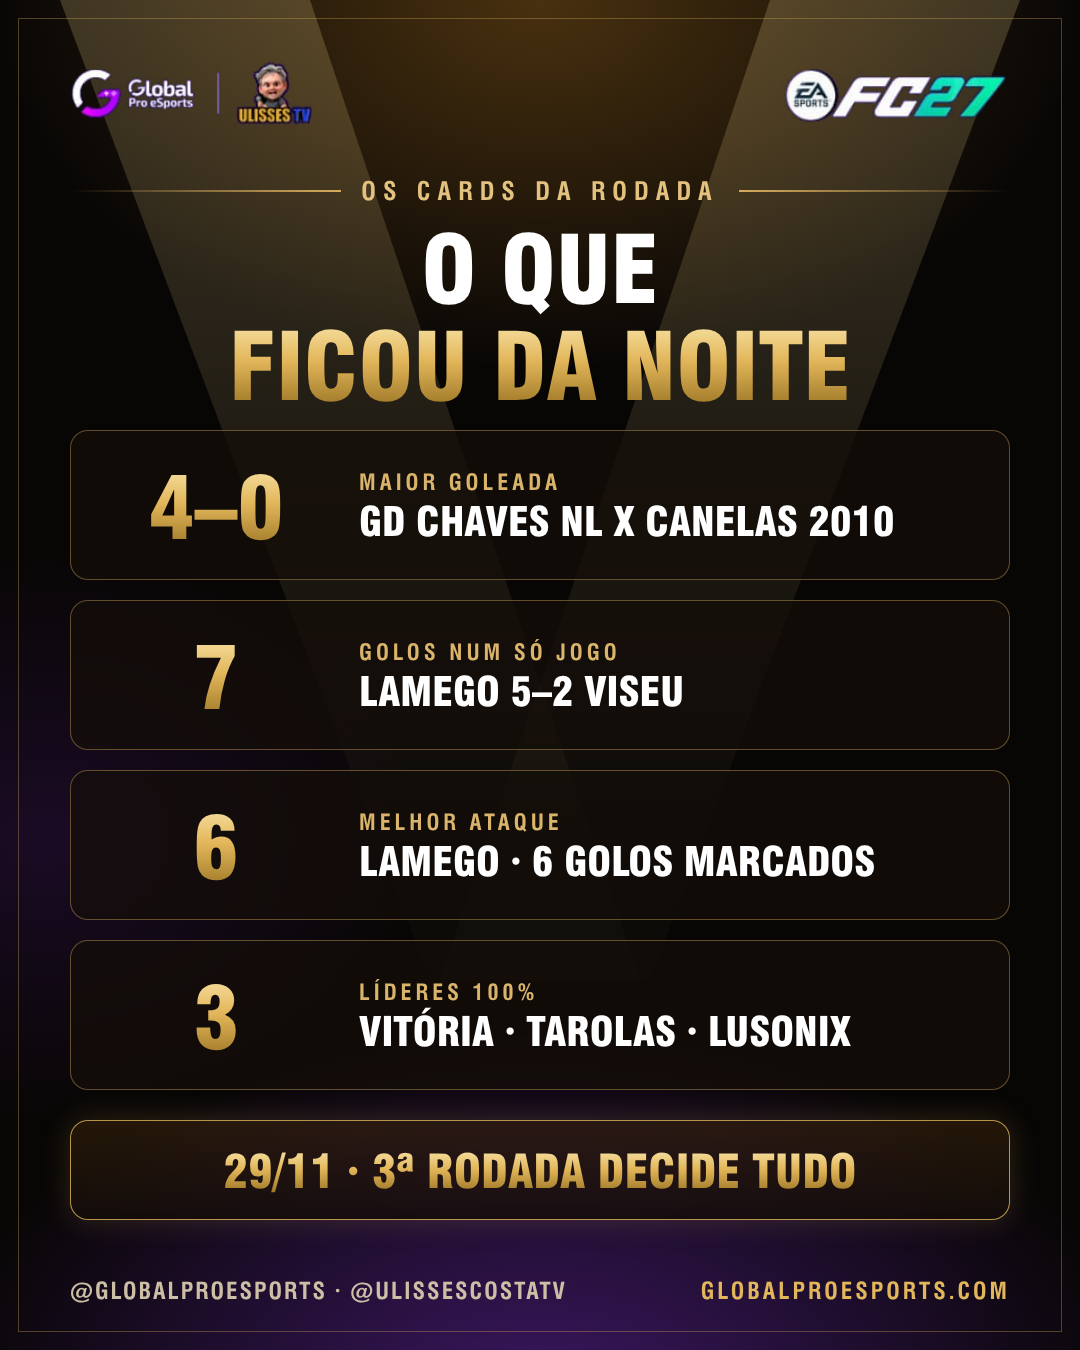 Global
Pro eSports
ULISSES TV
EA
SPORTS
FC27
OS CARDS DA RODADA
O QUE
FICOU DA NOITE
4–0
MAIOR GOLEADA
GD CHAVES NL X CANELAS 2010
7
GOLOS NUM SÓ JOGO
LAMEGO 5–2 VISEU
6
MELHOR ATAQUE
LAMEGO · 6 GOLOS MARCADOS
3
LÍDERES 100%
VITÓRIA · TAROLAS · LUSONIX
29/11 · 3ª RODADA DECIDE TUDO
@GLOBALPROESPORTS · @ULISSESCOSTATV
GLOBALPROESPORTS.COM